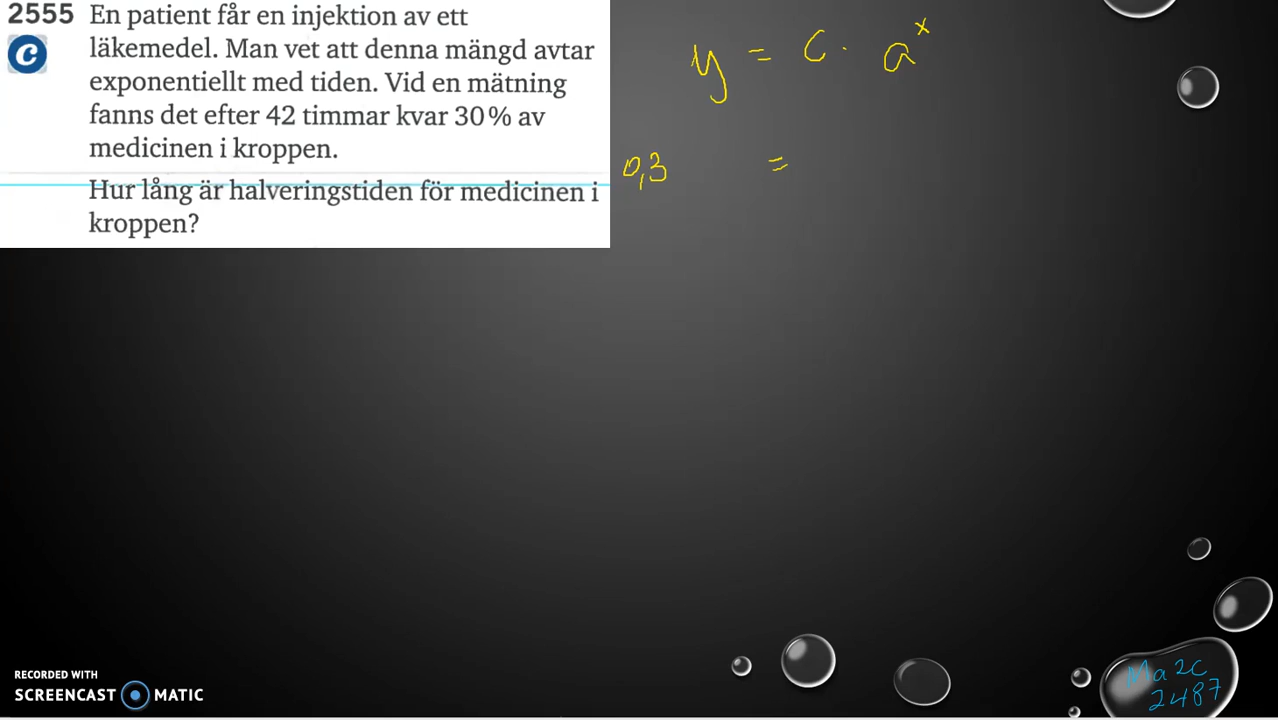 2555 En patient får en injektion av ett
C läkemedel. Man vet att denna mängd avtar
exponentiellt med tiden. Vid en mätning
fanns det efter 42 timmar kvar 30 % av
medicinen i kroppen.
Hur lång är halveringstiden för medicinen i
kroppen?
y = C · a^x
0,3 =
RECORDED WITH
SCREENCAST MATIC
Ma 2C
2487